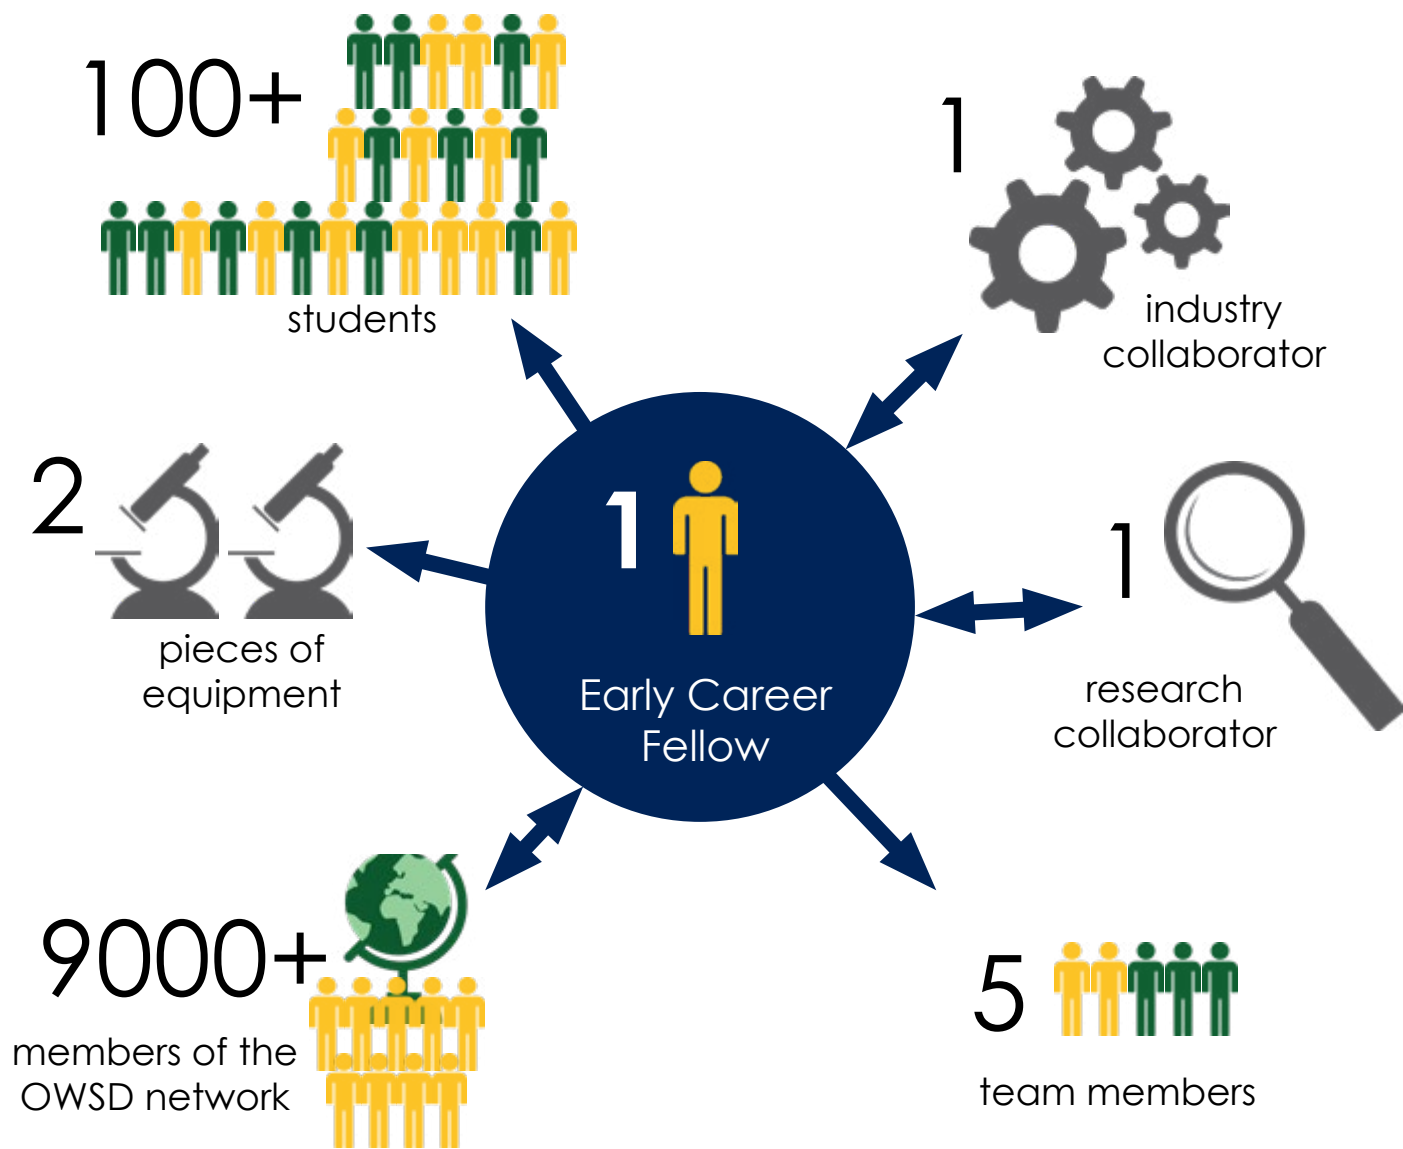 100+
students
1
industry
collaborator
2
pieces of
equipment
1
Early Career
Fellow
1
research
collaborator
9000+
members of the
OWSD network
5
team members